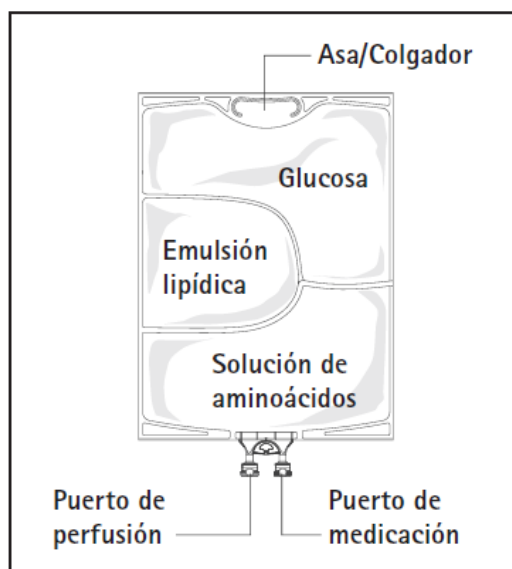 Asa/Colgador
Glucosa
Emulsión
lipídica
Solución de
aminoácidos
Puerto de
perfusión
Puerto de
medicación